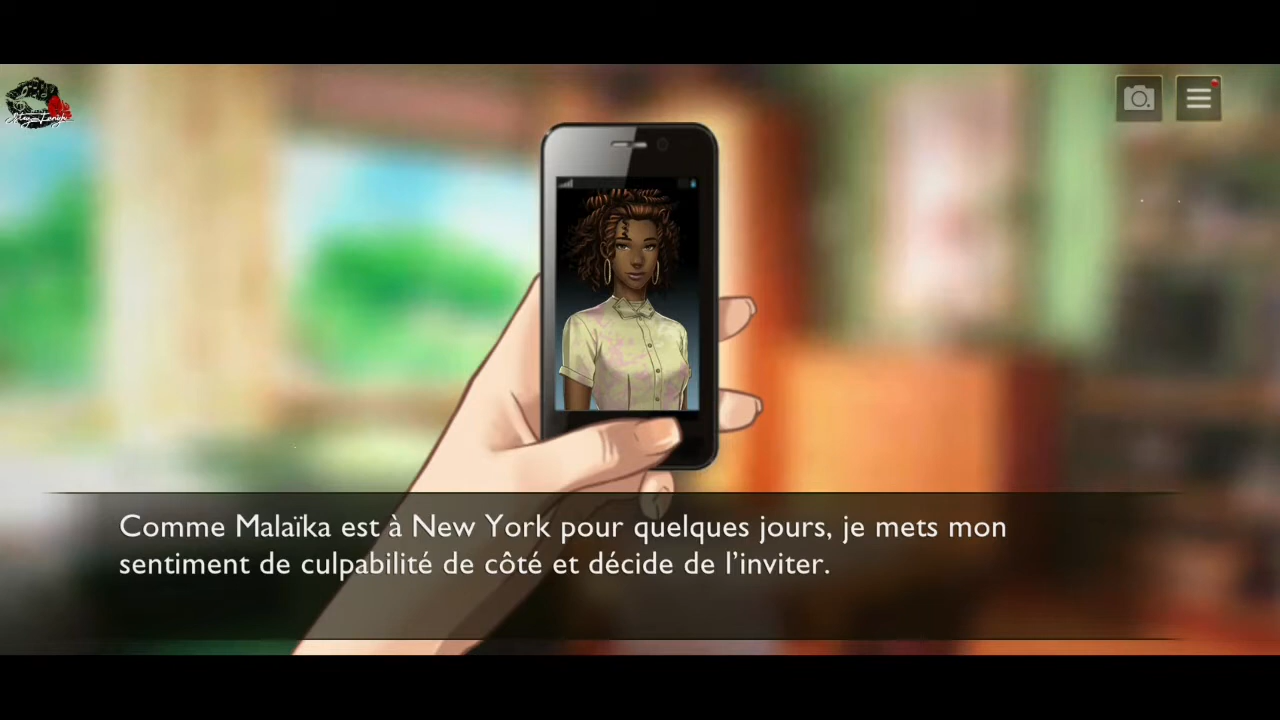 Comme Malaïka est à New York pour quelques jours, je mets mon
sentiment de culpabilité de côté et décide de l'inviter.